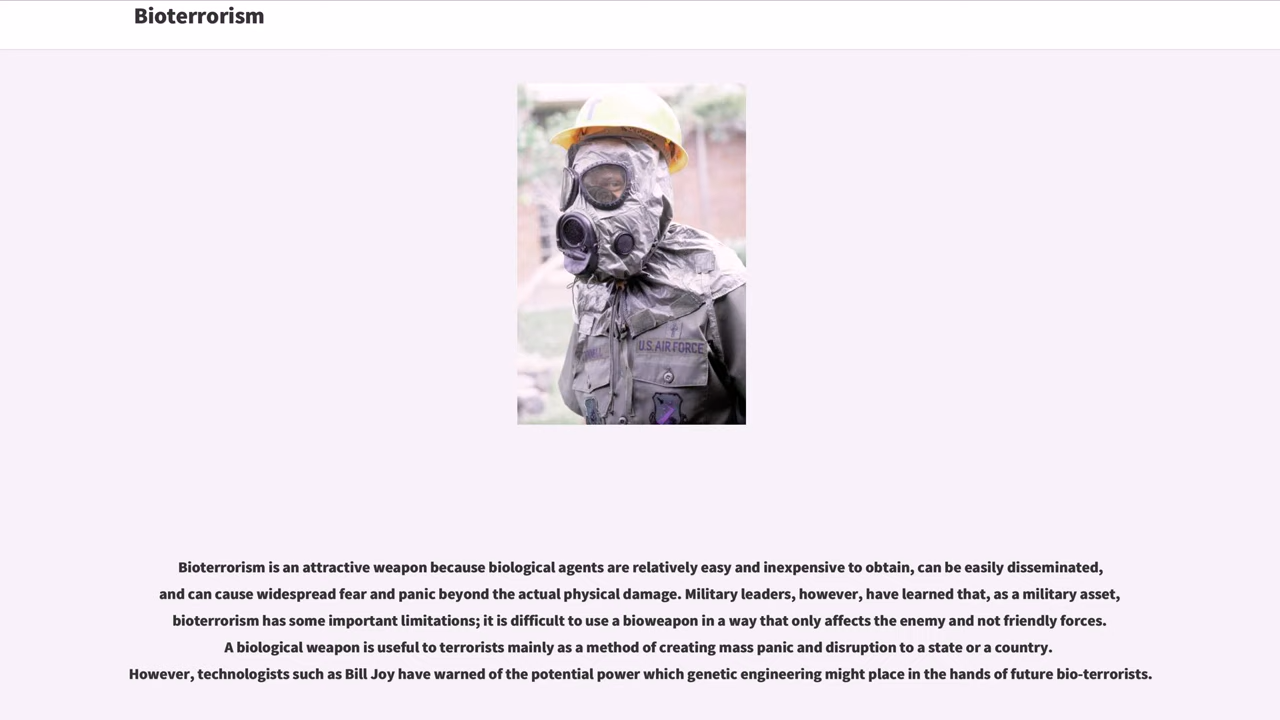 Bioterrorism
U.S. AIR FORCE
Bioterrorism is an attractive weapon because biological agents are relatively easy and inexpensive to obtain, can be easily disseminated,
and can cause widespread fear and panic beyond the actual physical damage. Military leaders, however, have learned that, as a military asset,
bioterrorism has some important limitations; it is difficult to use a bioweapon in a way that only affects the enemy and not friendly forces.
A biological weapon is useful to terrorists mainly as a method of creating mass panic and disruption to a state or a country.
However, technologists such as Bill Joy have warned of the potential power which genetic engineering might place in the hands of future bio-terrorists.